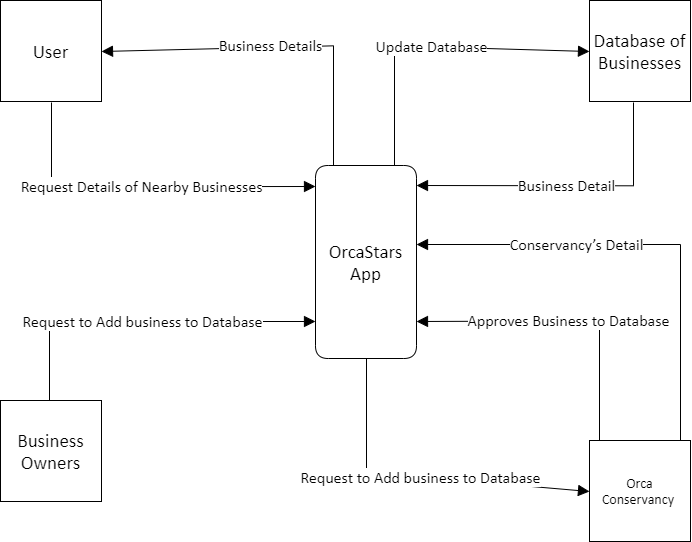 User
Business Details
Update Database
Database of
Businesses
Request Details of Nearby Businesses
Business Detail
OrcaStars
App
Conservancy’s Detail
Request to Add business to Database
Approves Business to Database
Business
Owners
Request to Add business to Database
Orca
Conservancy